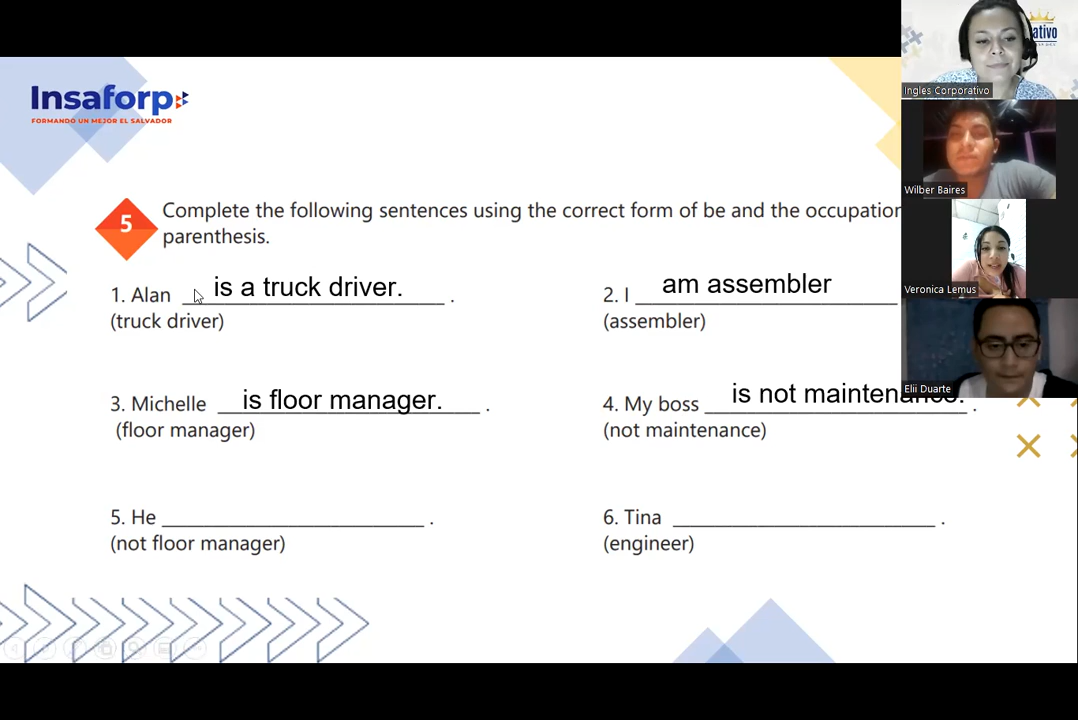 Insaforp
FORMANDO UN MEJOR EL SALVADOR
5
Complete the following sentences using the correct form of be and the occupation
parenthesis.
1. Alan is a truck driver. .
(truck driver)
2. I am assembler
(assembler)
3. Michelle is floor manager. .
(floor manager)
4. My boss is not maintenance. .
(not maintenance)
5. He .
(not floor manager)
6. Tina .
(engineer)
ativo
Ingles Corporativo
Wilber Baires
Veronica Lemus
Elii Duarte